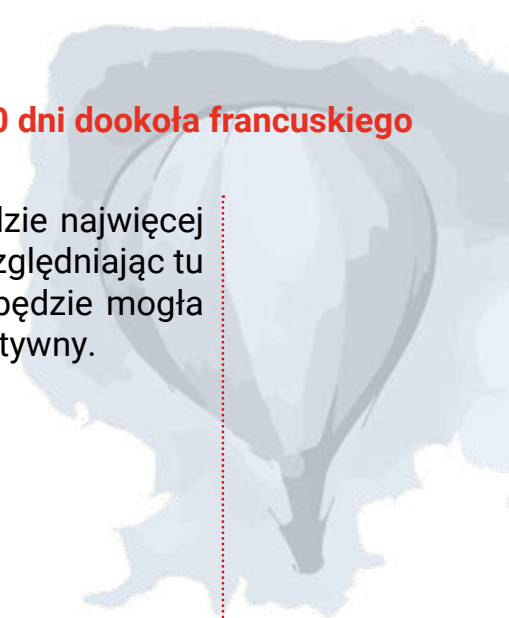 0 dni dookoła francuskiego
dzie najwięcej
zględniając tu
będzie mogła
tywny.